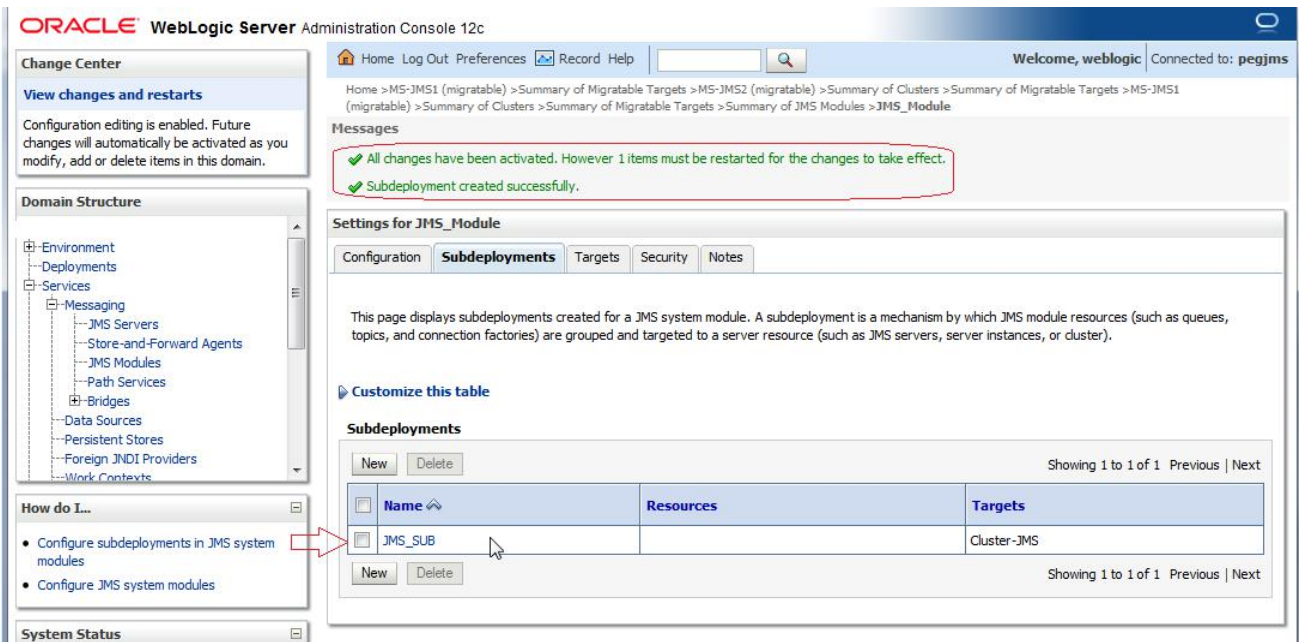 ORACLE WebLogic Server Administration Console 12c
Change Center
View changes and restarts
Configuration editing is enabled. Future
changes will automatically be activated as you
modify, add or delete items in this domain.
Domain Structure
Environment
Deployments
Services
Messaging
JMS Servers
Store-and-Forward Agents
JMS Modules
Path Services
Bridges
Data Sources
Persistent Stores
Foreign JNDI Providers
Work Contexts
How do I...
Configure subdeployments in JMS system
modules
Configure JMS system modules
System Status
Home Log Out Preferences Record Help
Welcome, weblogic Connected to: pegjms
Home >MS-JMS1 (migratable) >Summary of Migratable Targets >MS-JMS2 (migratable) >Summary of Clusters >Summary of Migratable Targets >MS-JMS1
(migratable) >Summary of Clusters >Summary of Migratable Targets >Summary of JMS Modules >JMS_Module
Messages
All changes have been activated. However 1 items must be restarted for the changes to take effect.
Subdeployment created successfully.
Settings for JMS_Module
Configuration Subdeployments Targets Security Notes
This page displays subdeployments created for a JMS system module. A subdeployment is a mechanism by which JMS module resources (such as queues,
topics, and connection factories) are grouped and targeted to a server resource (such as JMS servers, server instances, or cluster).
Customize this table
Subdeployments
New Delete Showing 1 to 1 of 1 Previous | Next
Name Resources Targets
JMS_SUB Cluster-JMS
New Delete Showing 1 to 1 of 1 Previous | Next